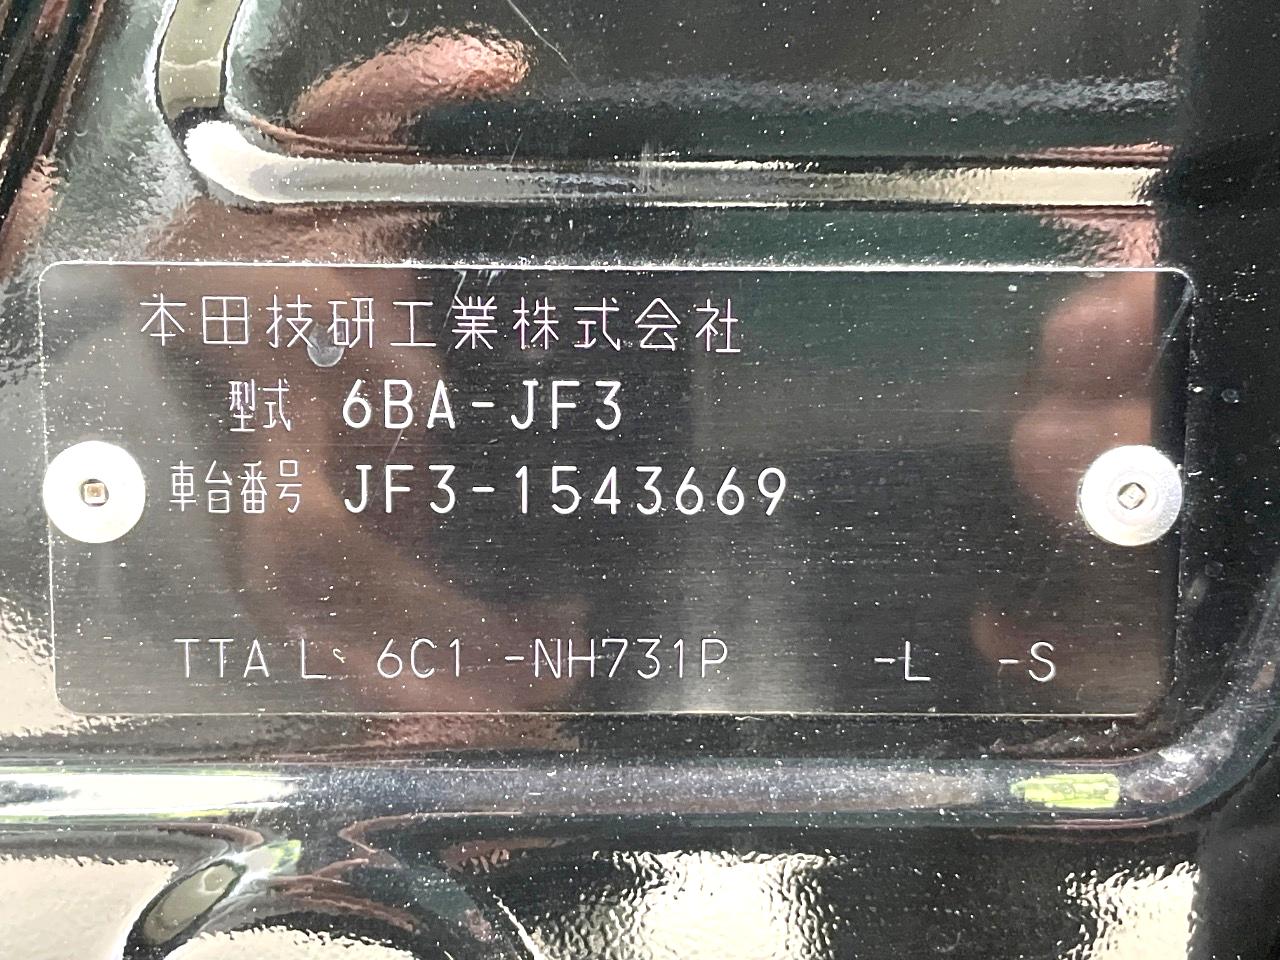 本田技研工業株式会社
型式 6BA-JF3
車台番号 JF3-1543669
TTA L 6C1 -NH731P -L -S